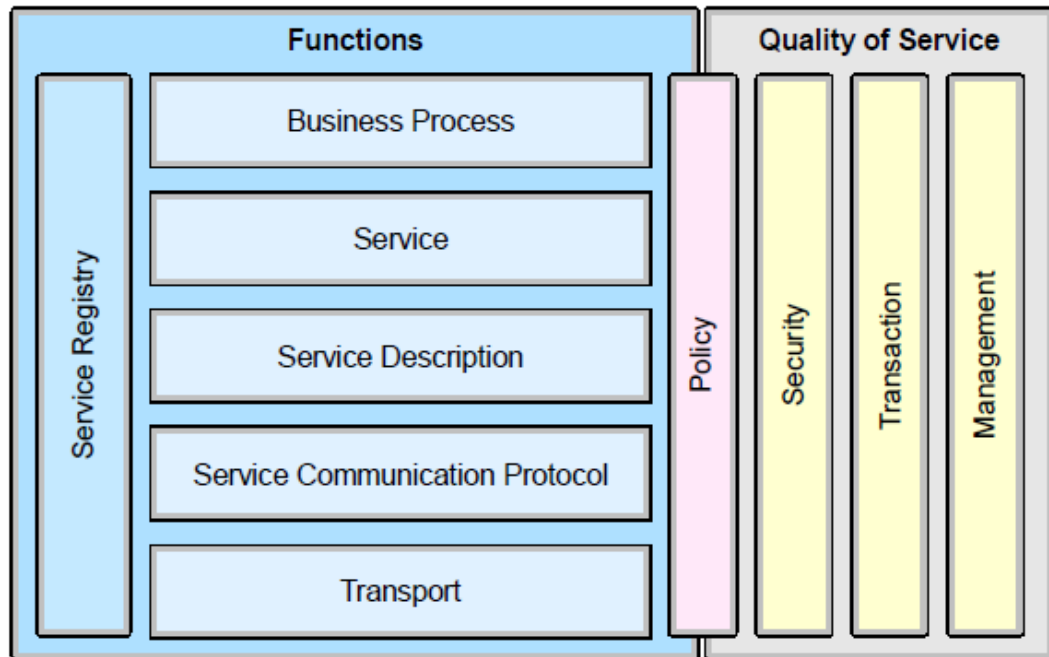 Functions
Quality of Service
Service Registry
Business Process
Service
Service Description
Service Communication Protocol
Transport
Policy
Security
Transaction
Management